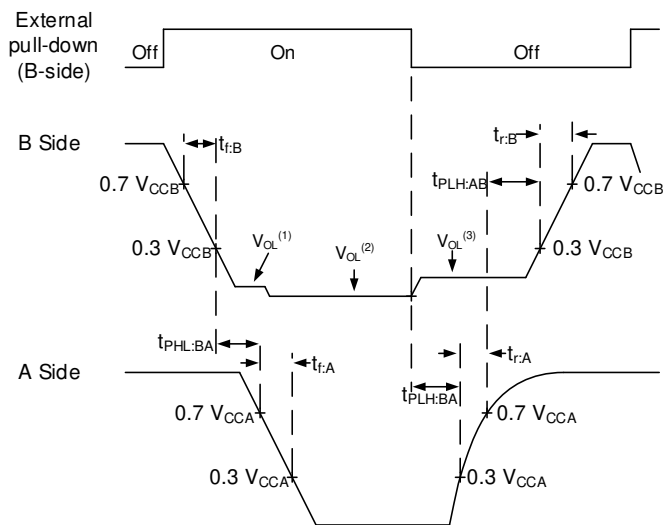 External
pull-down
(B-side)
Off
On
Off
B Side
t_f:B
t_r:B
t_PLH:AB
0.7 V_CCB
0.7 V_CCB
0.3 V_CCB
V_OL^(1)
V_OL^(2)
V_OL^(3)
0.3 V_CCB
t_PHL:BA
t_f:A
t_r:A
A Side
t_PLH:BA
0.7 V_CCA
0.7 V_CCA
0.3 V_CCA
0.3 V_CCA